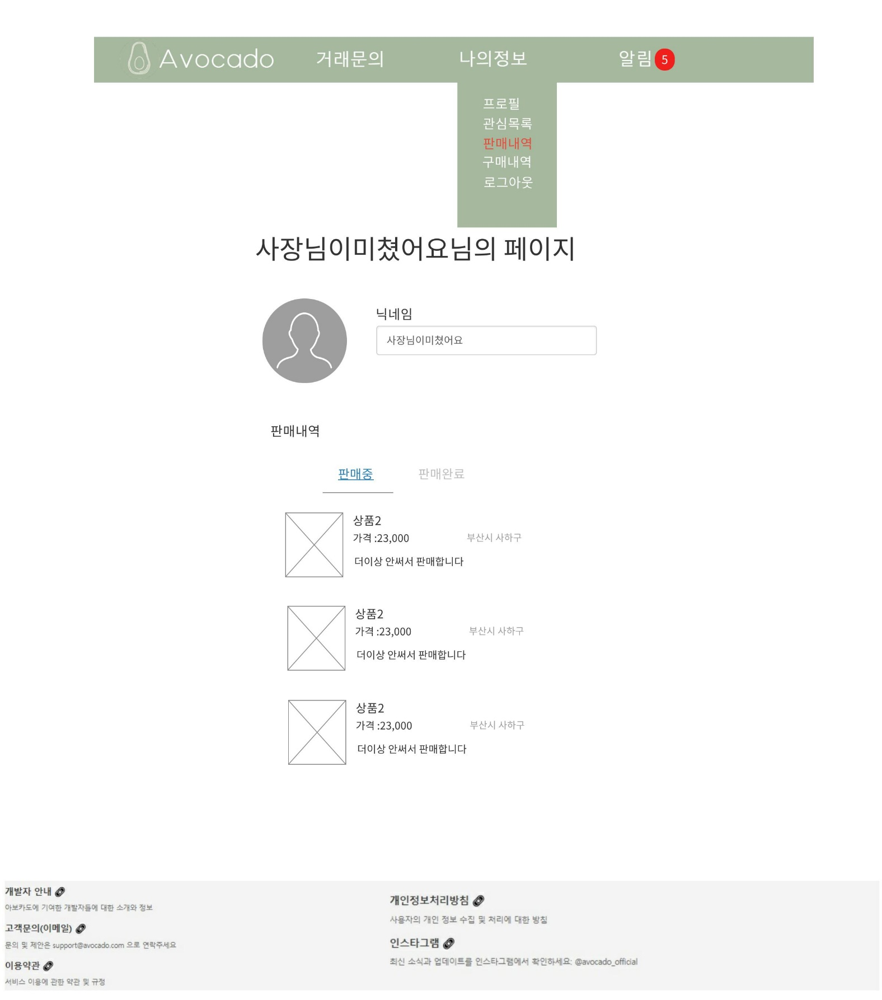 Avocado 거래문의 나의정보 알림 5
프로필
관심목록
판매내역
구매내역
로그아웃
사장님이미쳤어요님의 페이지
닉네임
사장님이미쳤어요
판매내역
판매중 판매완료
상품2
가격 :23,000 부산시 사하구
더이상 안써서 판매합니다
상품2
가격 :23,000 부산시 사하구
더이상 안써서 판매합니다
상품2
가격 :23,000 부산시 사하구
더이상 안써서 판매합니다
개발자 안내
아보카도에 기여한 개발자들에 대한 소개와 정보
고객문의(이메일)
문의 및 제안은 support@avocado.com 으로 연락주세요
이용약관
서비스 이용에 관한 약관 및 규정
개인정보처리방침
사용자의 개인 정보 수집 및 처리에 대한 방침
인스타그램
최신 소식과 업데이트를 인스타그램에서 확인하세요: @avocado_official